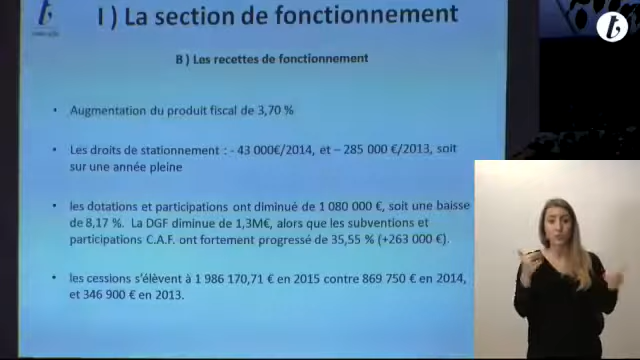 I ) La section de fonctionnement
B ) Les recettes de fonctionnement
• Augmentation du produit fiscal de 3,70 %
• Les droits de stationnement : - 43 000€/2014, et – 285 000 €/2013, soit
sur une année pleine
• les dotations et participations ont diminué de 1 080 000 €, soit une baisse
de 8,17 %. La DGF diminue de 1,3M€, alors que les subventions et
participations C.A.F. ont fortement progressé de 35,55 % (+263 000 €).
• les cessions s'élèvent à 1 986 170,71 € en 2015 contre 869 750 € en 2014,
et 346 900 € en 2013.